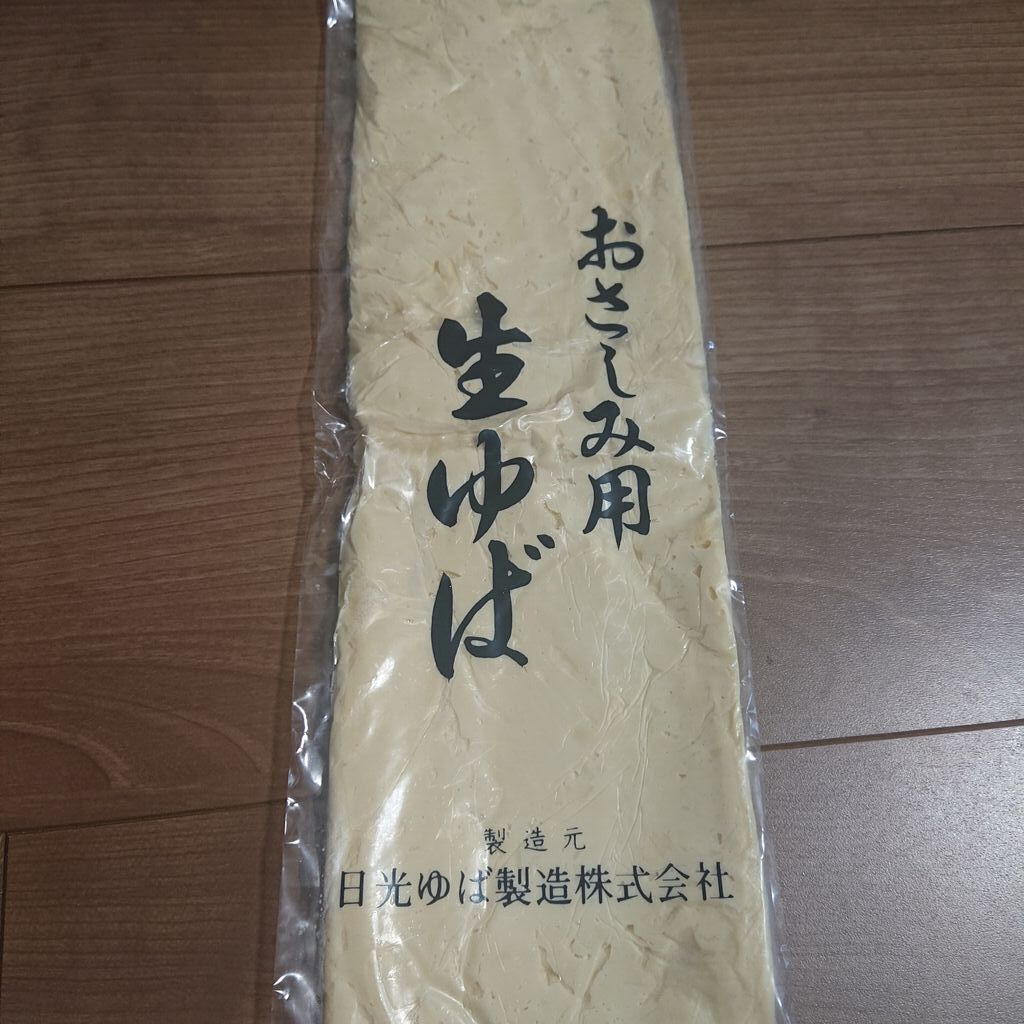 おさしみ用
生ゆば
製造元
日光ゆば製造株式会社